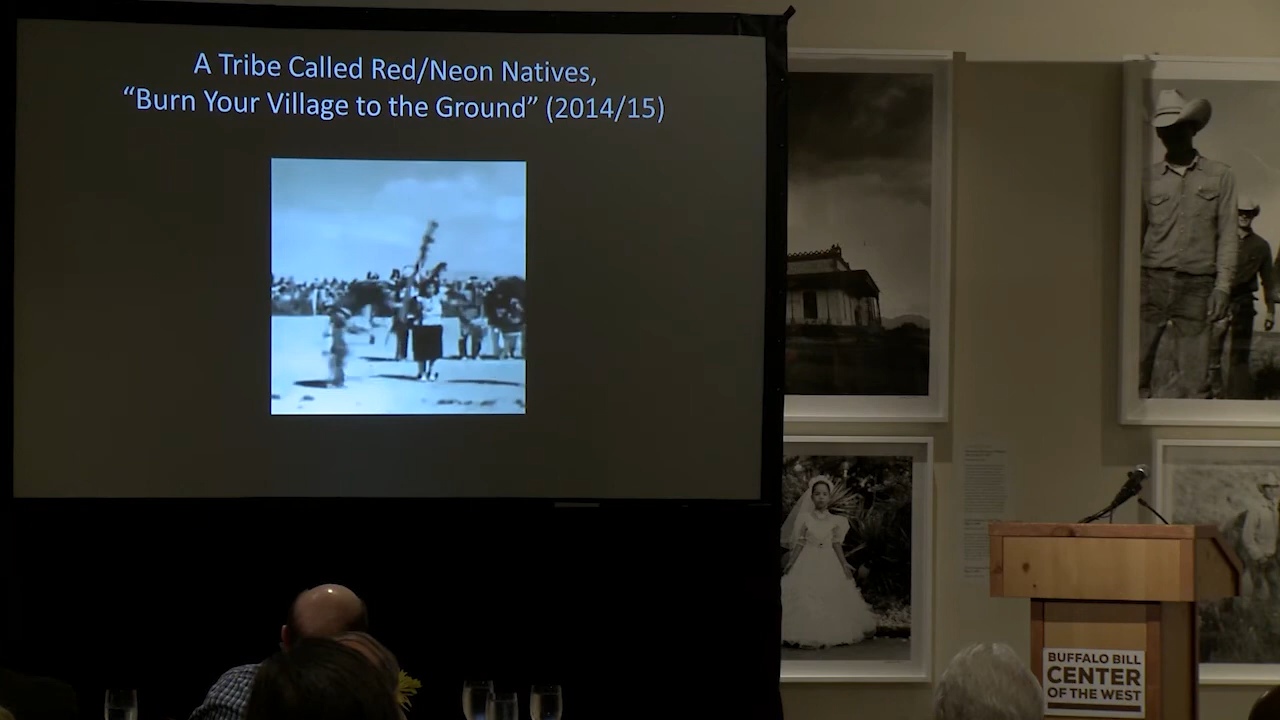 A Tribe Called Red/Neon Natives,
“Burn Your Village to the Ground” (2014/15)
BUFFALO BILL
CENTER
OF THE WEST